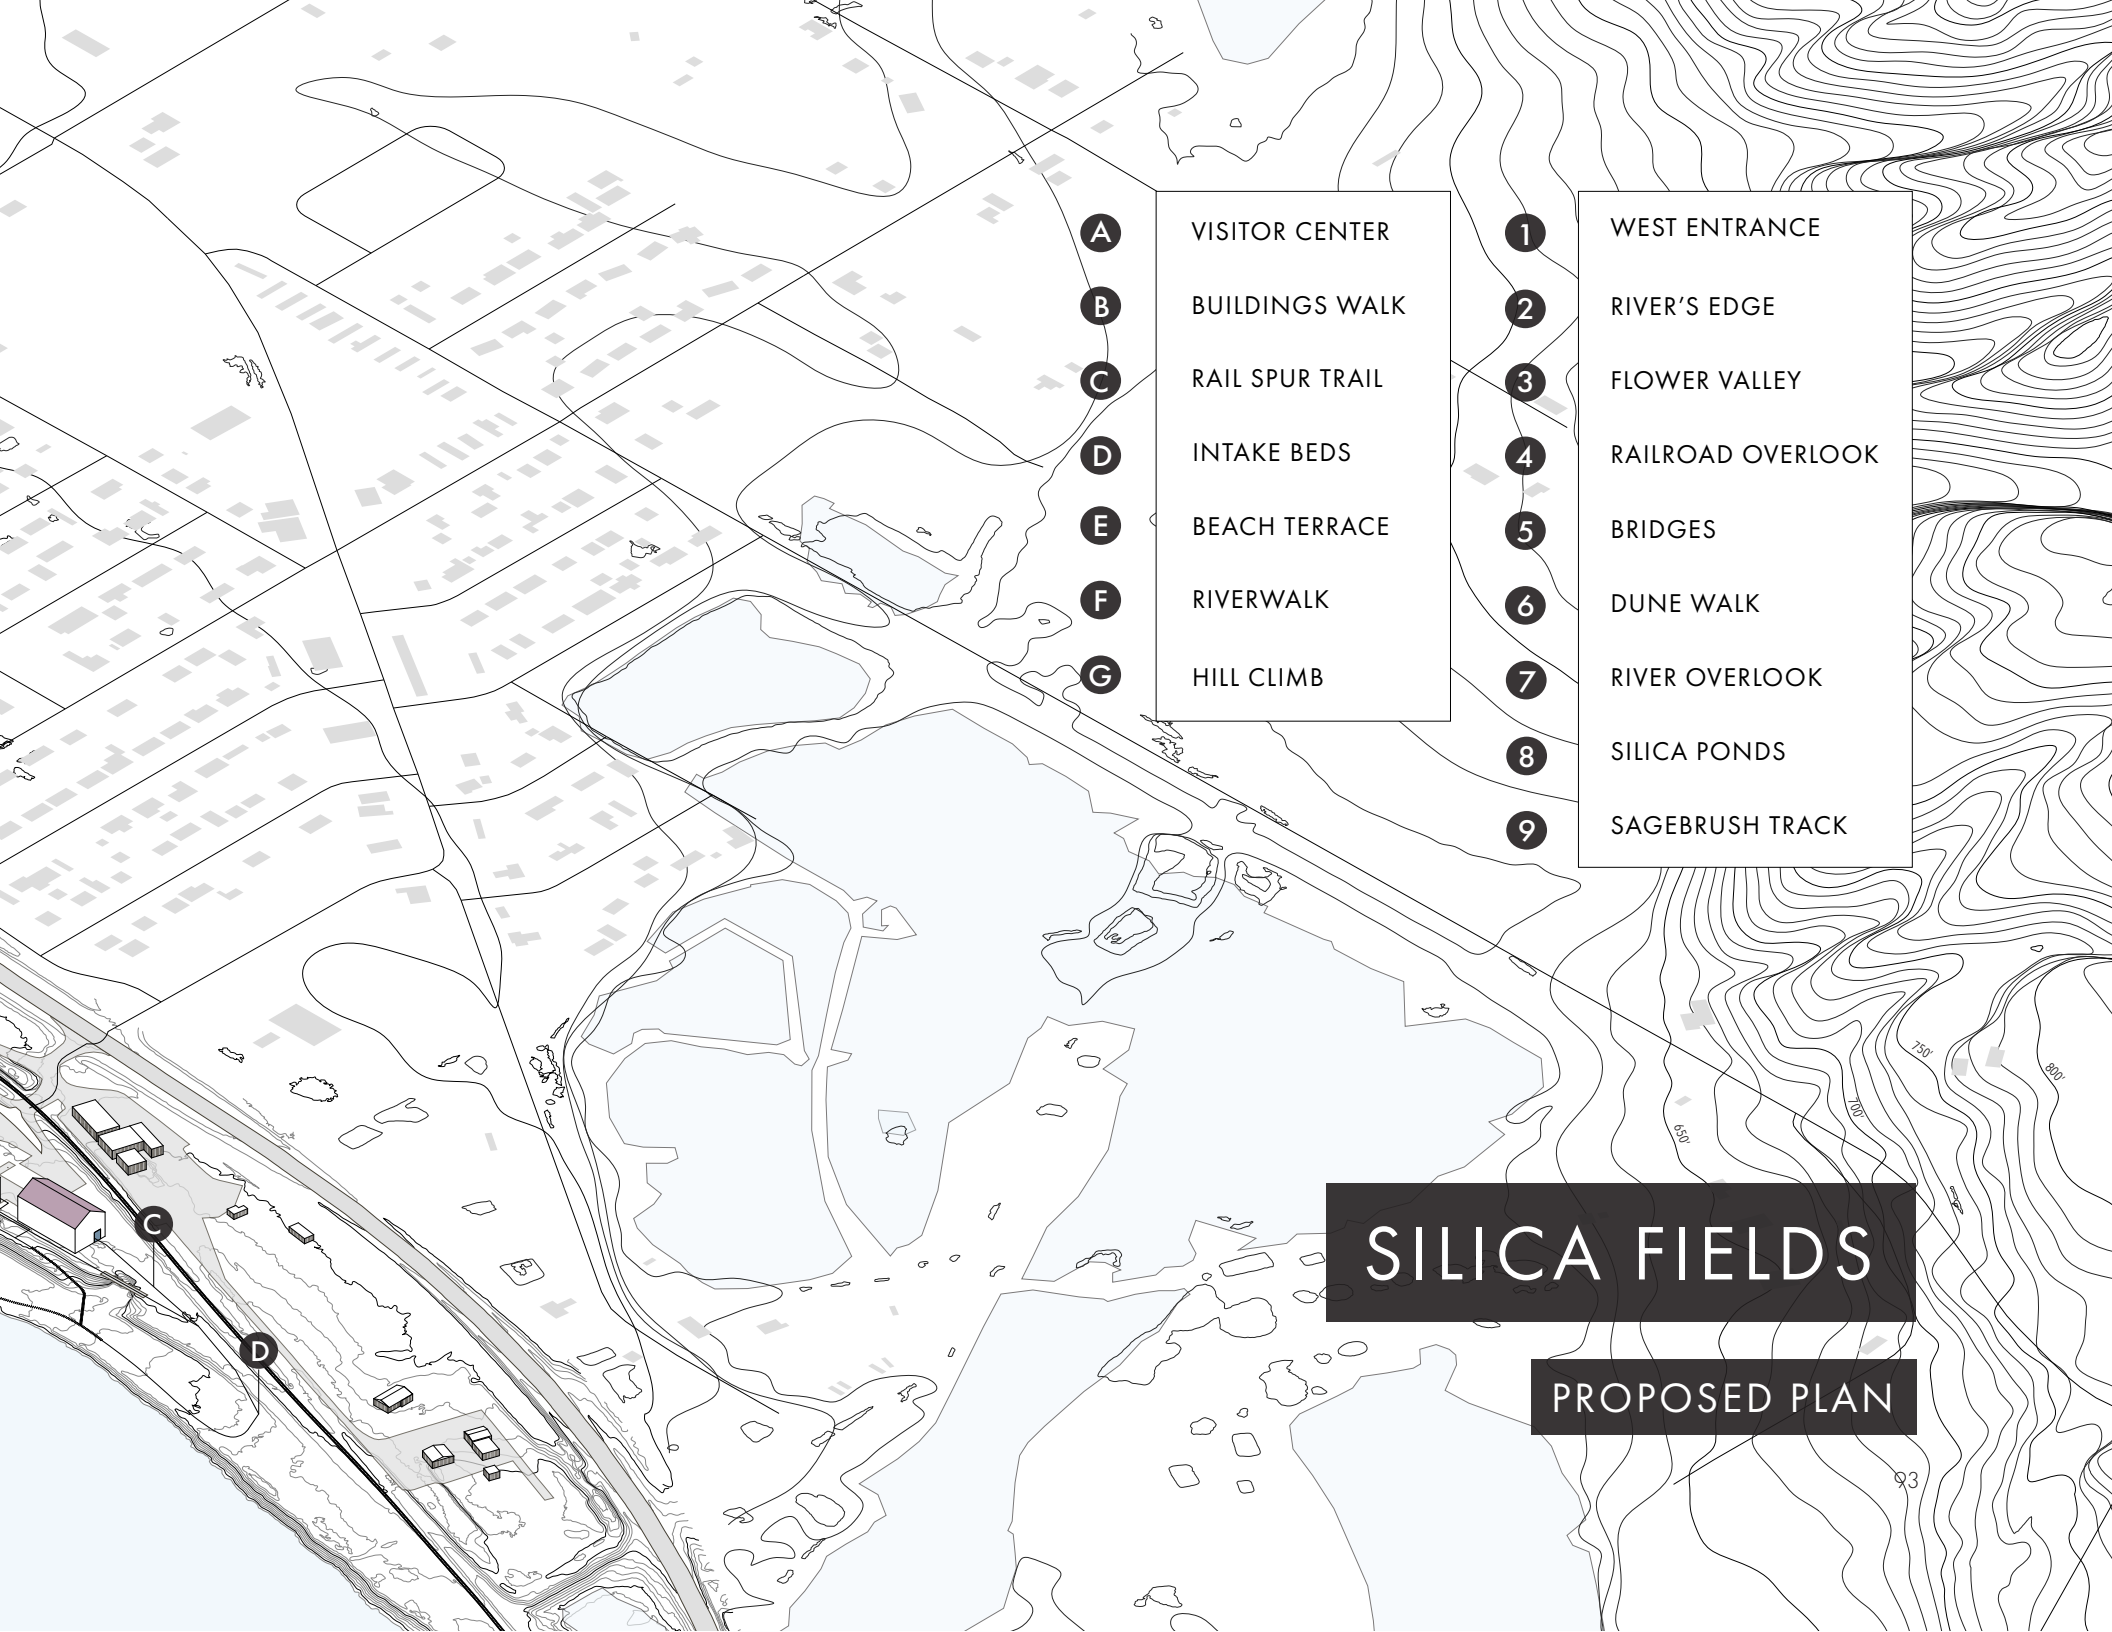 A VISITOR CENTER
B BUILDINGS WALK
C RAIL SPUR TRAIL
D INTAKE BEDS
E BEACH TERRACE
F RIVERWALK
G HILL CLIMB
1 WEST ENTRANCE
2 RIVER’S EDGE
3 FLOWER VALLEY
4 RAILROAD OVERLOOK
5 BRIDGES
6 DUNE WALK
7 RIVER OVERLOOK
8 SILICA PONDS
9 SAGEBRUSH TRACK
650'
700'
750'
800'
C
D
SILICA FIELDS
PROPOSED PLAN
93